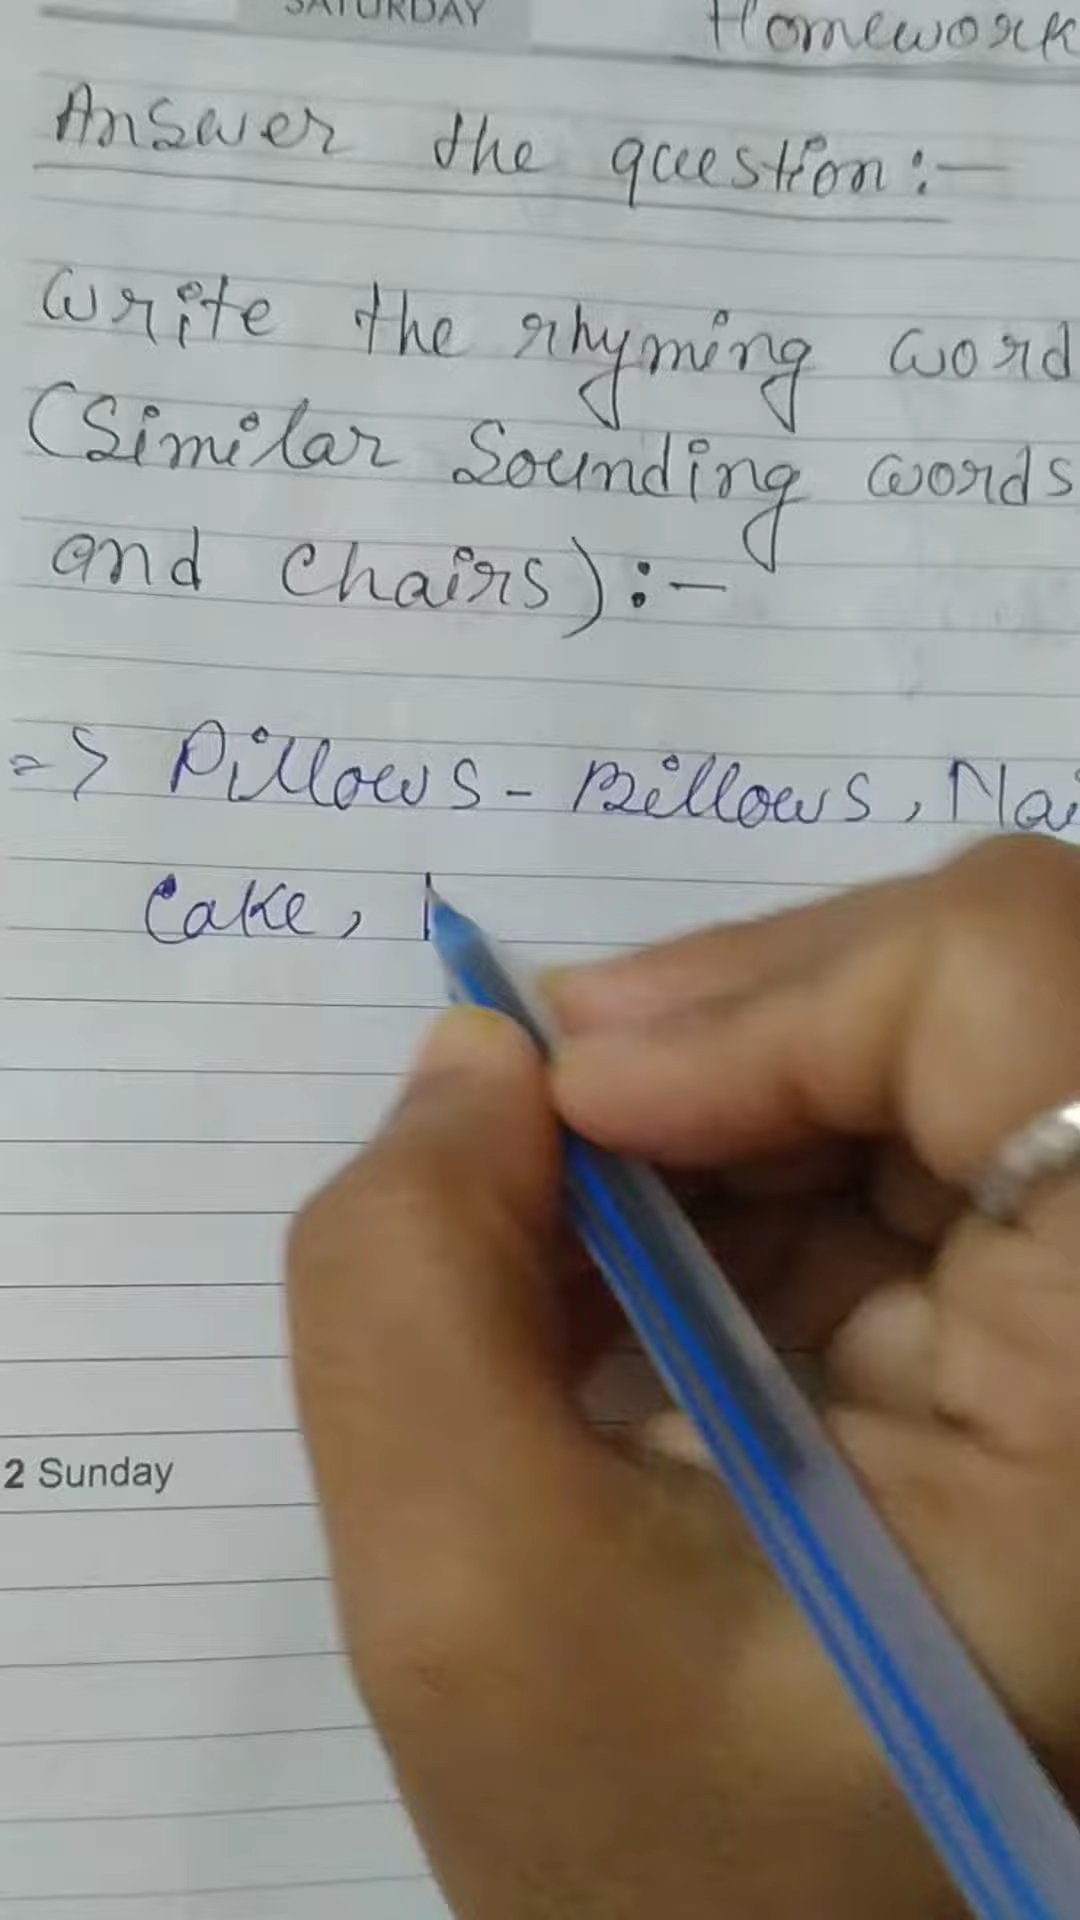 SATURDAY
Homework
Answer the question:-
write the rhyming word
(Similar Sounding words
and chairs):-
=> Pillows - Billows, Nai
Cake,
2 Sunday